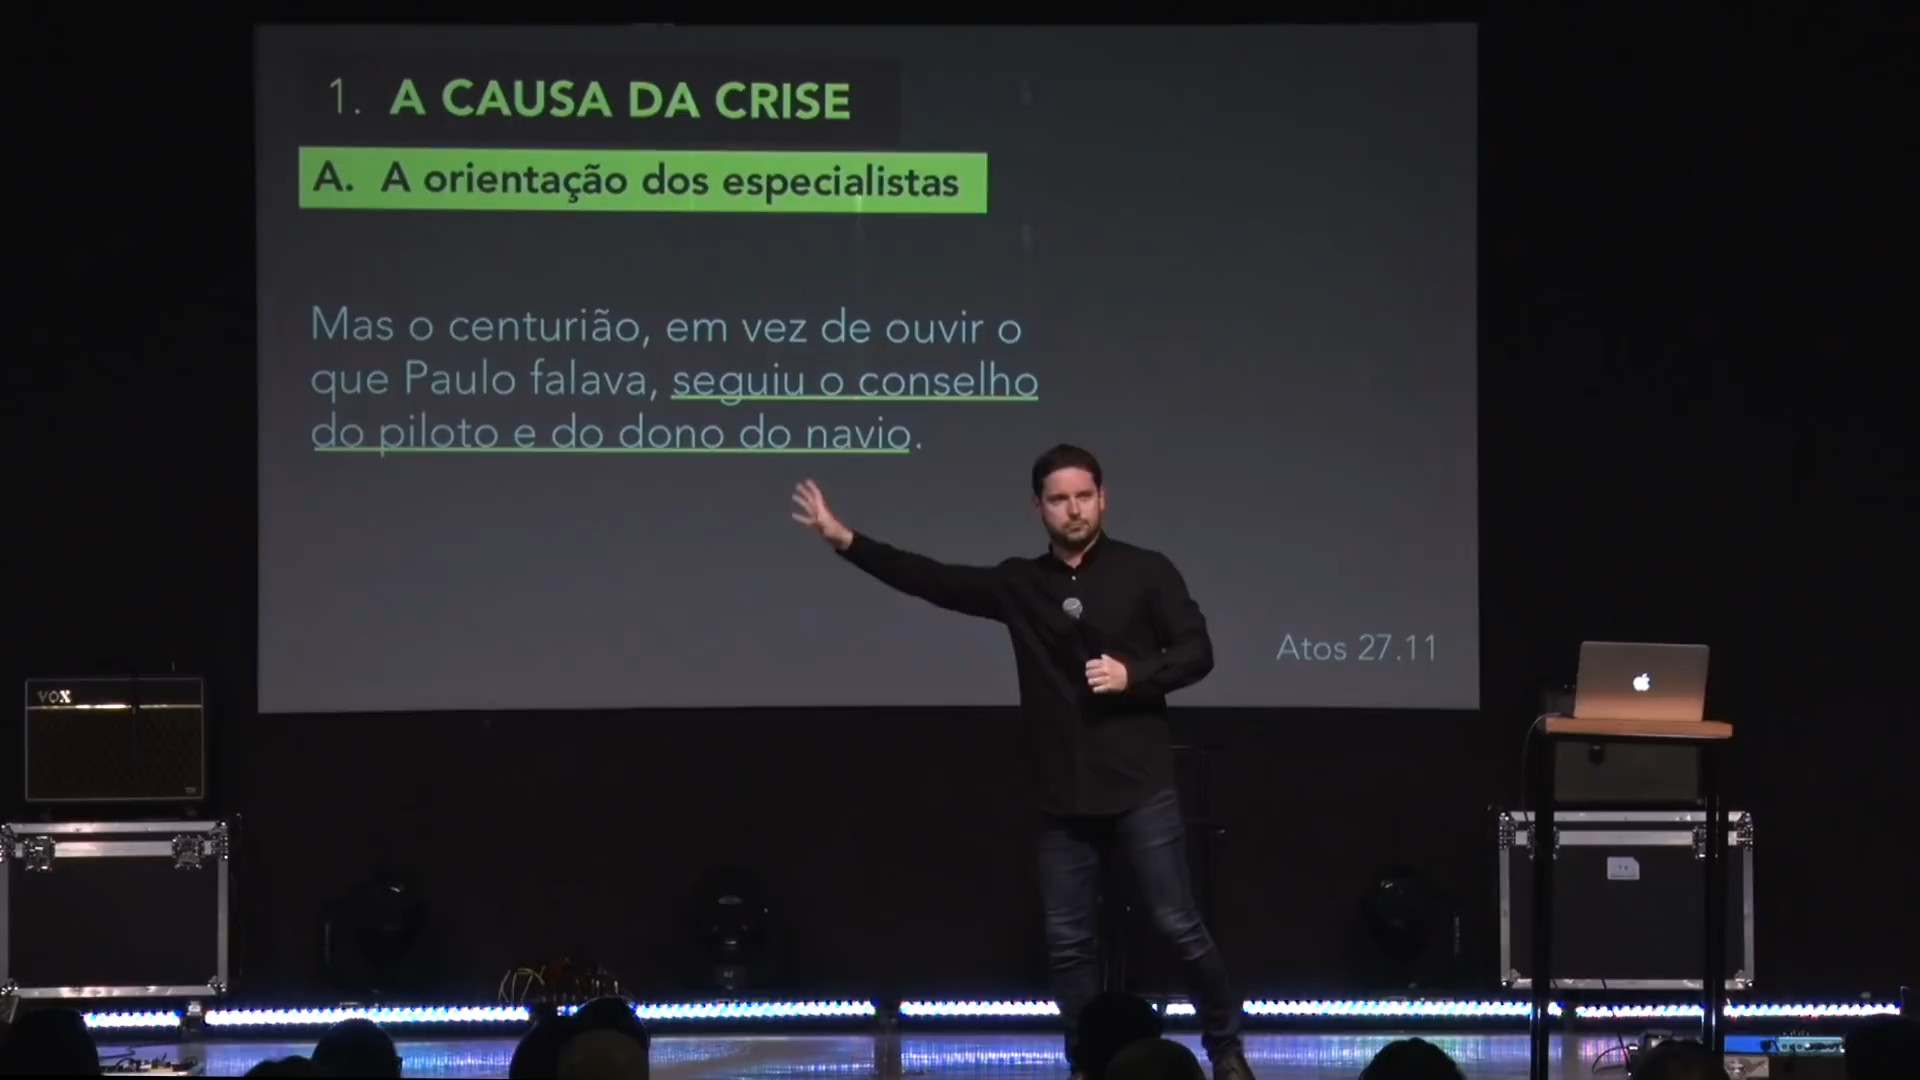 1. A CAUSA DA CRISE
A. A orientação dos especialistas
Mas o centurião, em vez de ouvir o
que Paulo falava, seguiu o conselho
do piloto e do dono do navio.
Atos 27.11
VOX